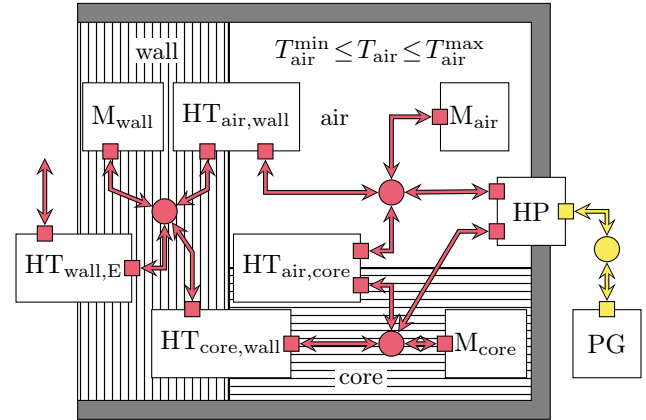 wall
T_air^min ≤ T_air ≤ T_air^max
M_wall
HT_air,wall
air
M_air
HP
HT_wall,E
HT_air,core
HT_core,wall
M_core
PG
core